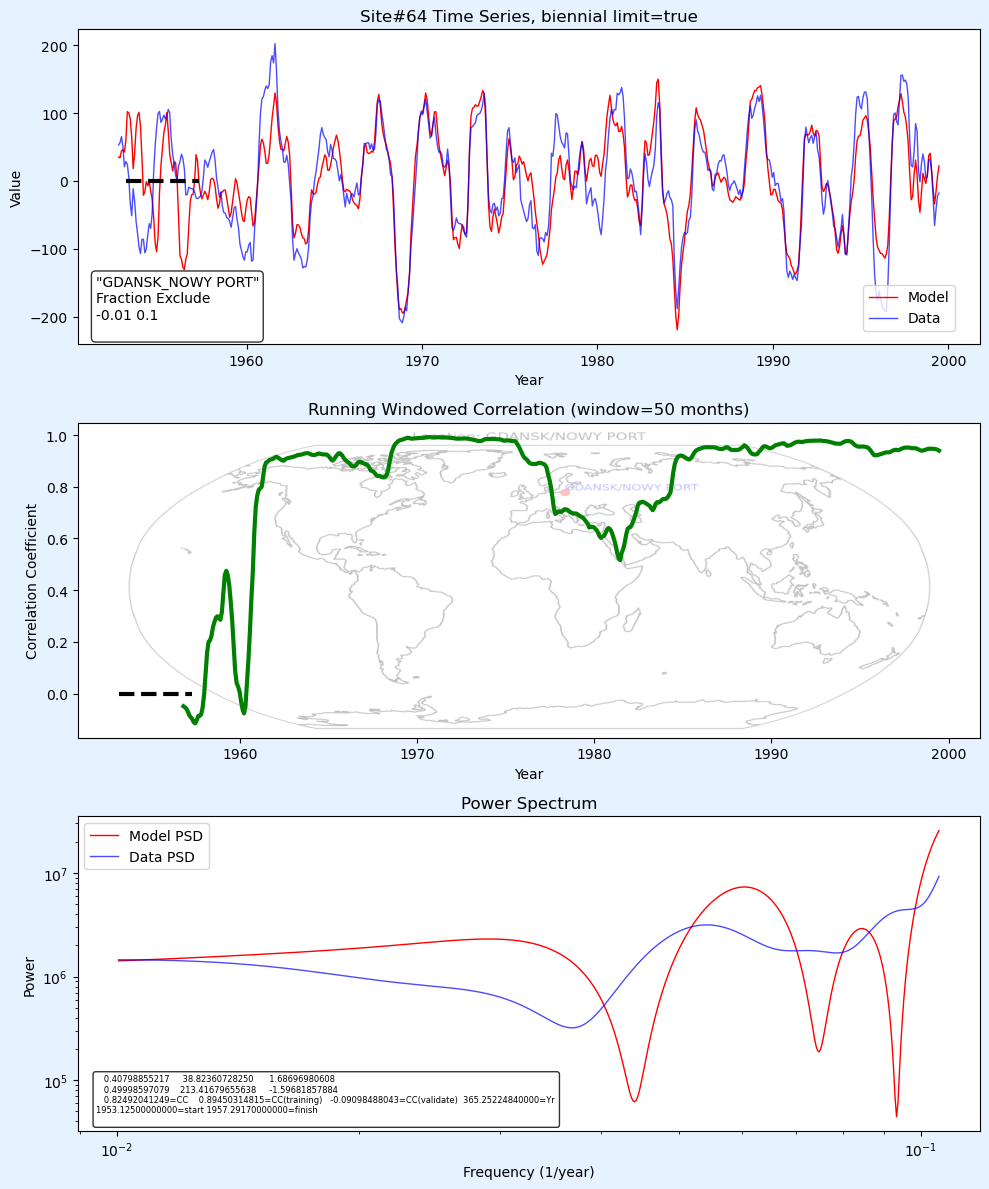 Site#64 Time Series, biennial limit=true
Value
200
100
0
−100
−200
"GDANSK_NOWY PORT"
Fraction Exclude
-0.01 0.1
Model
Data
1960
1970
1980
1990
2000
Year
Running Windowed Correlation (window=50 months)
Location: GDANSK/NOWY PORT
GDANSK/NOWY PORT
Correlation Coefficient
1.0
0.8
0.6
0.4
0.2
0.0
1960
1970
1980
1990
2000
Year
Power Spectrum
Model PSD
Data PSD
Power
10^7
10^6
10^5
0.40798855217 38.82360728250 1.68696980608
0.49998597079 213.41679655638 -1.59681857884
0.82492041249=CC 0.89450314815=CC(training) -0.09098488043=CC(validate) 365.25224840000=Yr
1953.12500000000=start 1957.29170000000=finish
10^−2
10^−1
Frequency (1/year)